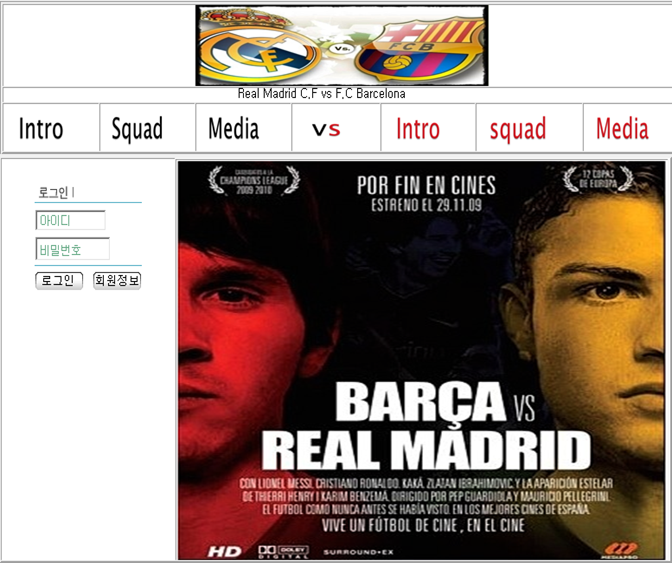 Vs.
FCB
Real Madrid C.F vs F.C Barcelona
Intro Squad Media vs Intro squad Media
로그인 |
아이디
비밀번호
로그인 회원정보
CANDIDATOS A LA
CHAMPIONS LEAGUE
2009 2010
POR FIN EN CINES
ESTRENO EL 29.11.09
12 COPAS
DE EUROPA
BARÇA VS
REAL MADRID
CON LIONEL MESSI, CRISTIANO RONALDO, KAKÁ, ZLATAN IBRAHIMOVIC, Y LA APARICIÓN ESTELAR
DE THIERRI HENRY I KARIM BENZEMÁ. DIRIGIDO POR PEP GUARDIOLA Y MAURICIO PELLEGRINI.
EL FUTBOL COMO NUNCA ANTES SE HABÍA VISTO. EN LOS MEJORES CINES DE ESPAÑA.
VIVE UN FÚTBOL DE CINE , EN EL CINE
HD DOLBY DIGITAL SURROUND•EX MEDIAPRO